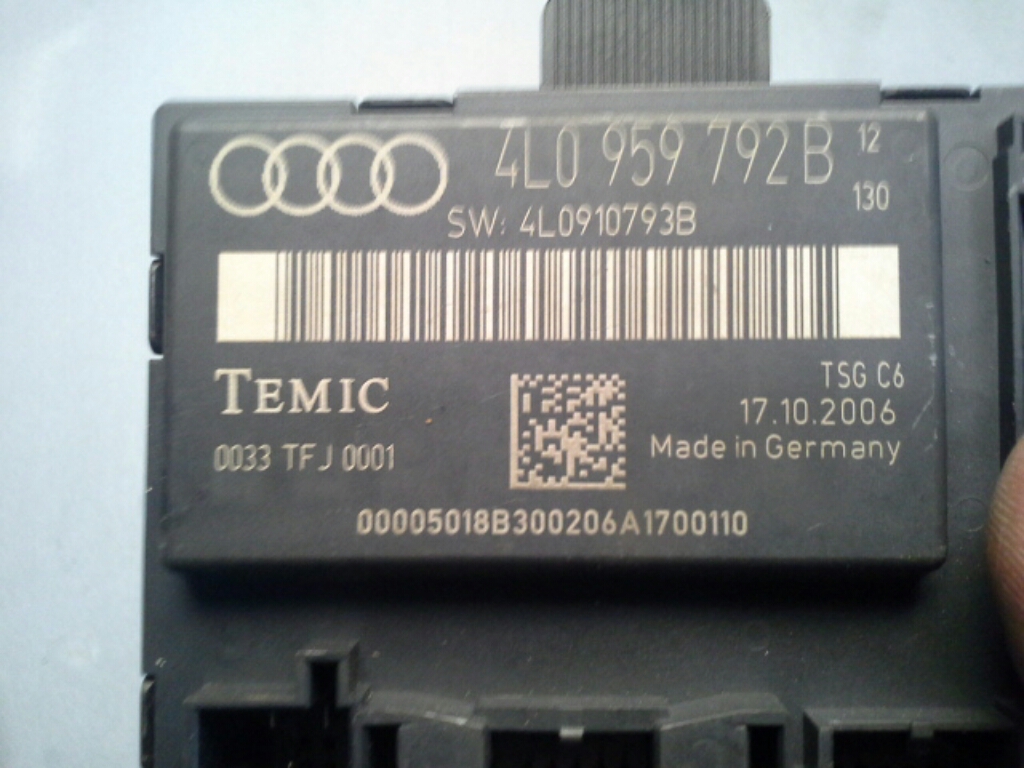 4L0 959 792 B 12
130
SW: 4L0910793B
TEMIC
TSG C6
17.10.2006
0033 TFJ 0001
Made in Germany
00005018B300206A1700110